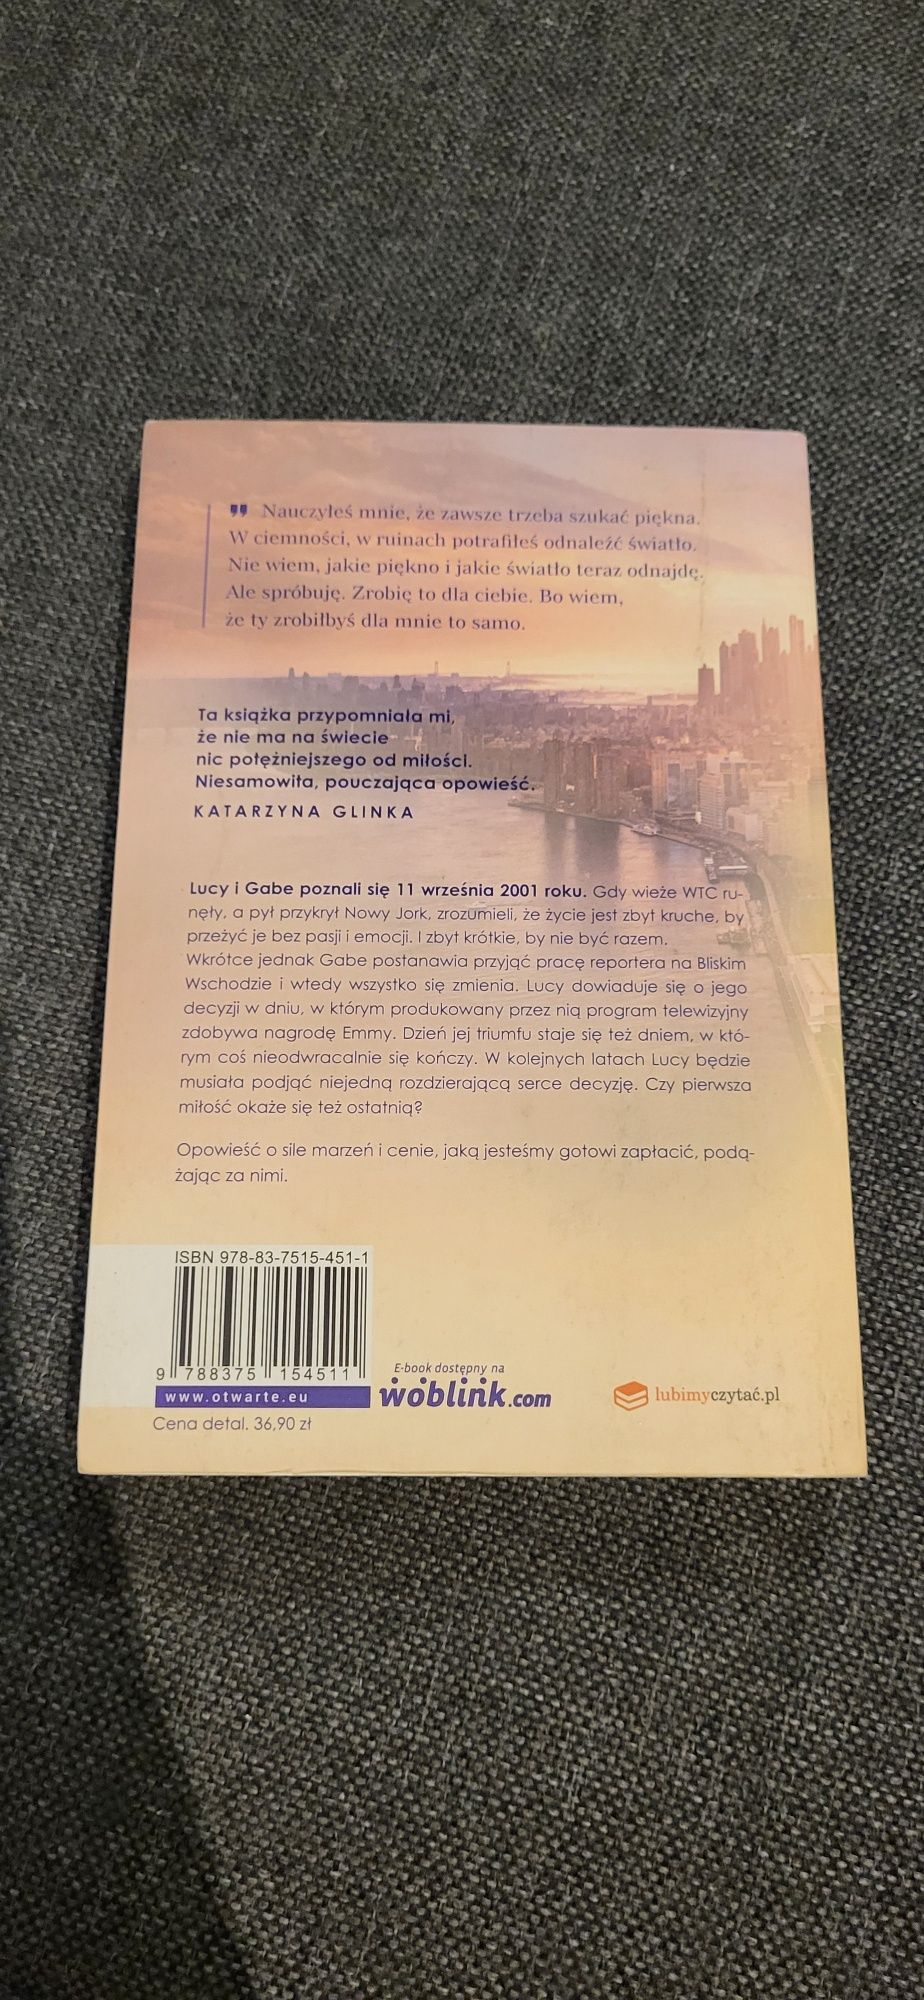 " Nauczyłeś mnie, że zawsze trzeba szukać piękna.
W ciemności, w ruinach potrafiłeś odnaleźć światło.
Nie wiem, jakie piękno i jakie światło teraz odnajdę.
Ale spróbuję. Zrobię to dla ciebie. Bo wiem,
że ty zrobiłbyś dla mnie to samo.
Ta książka przypomniała mi,
że nie ma na świecie
nic potężniejszego od miłości.
Niesamowita, pouczająca opowieść.
KATARZYNA GLINKA
Lucy i Gabe poznali się 11 września 2001 roku. Gdy wieże WTC ru-
nęły, a pył przykrył Nowy Jork, zrozumieli, że życie jest zbyt kruche, by
przeżyć je bez pasji i emocji. I zbyt krótkie, by nie być razem.
Wkrótce jednak Gabe postanawia przyjąć pracę reportera na Bliskim
Wschodzie i wtedy wszystko się zmienia. Lucy dowiaduje się o jego
decyzji w dniu, w którym produkowany przez nią program telewizyjny
zdobywa nagrodę Emmy. Dzień jej triumfu staje się też dniem, w któ-
rym coś nieodwracalnie się kończy. W kolejnych latach Lucy będzie
musiała podjąć niejedną rozdzierającą serce decyzję. Czy pierwsza
miłość okaże się też ostatnią?
Opowieść o sile marzeń i cenie, jaką jesteśmy gotowi zapłacić, podą-
żając za nimi.
ISBN 978-83-7515-451-1
9 788375 154511
www.otwarte.eu
Cena detal. 36,90 zł
E-book dostępny na
woblink.com
lubimyczytać.pl